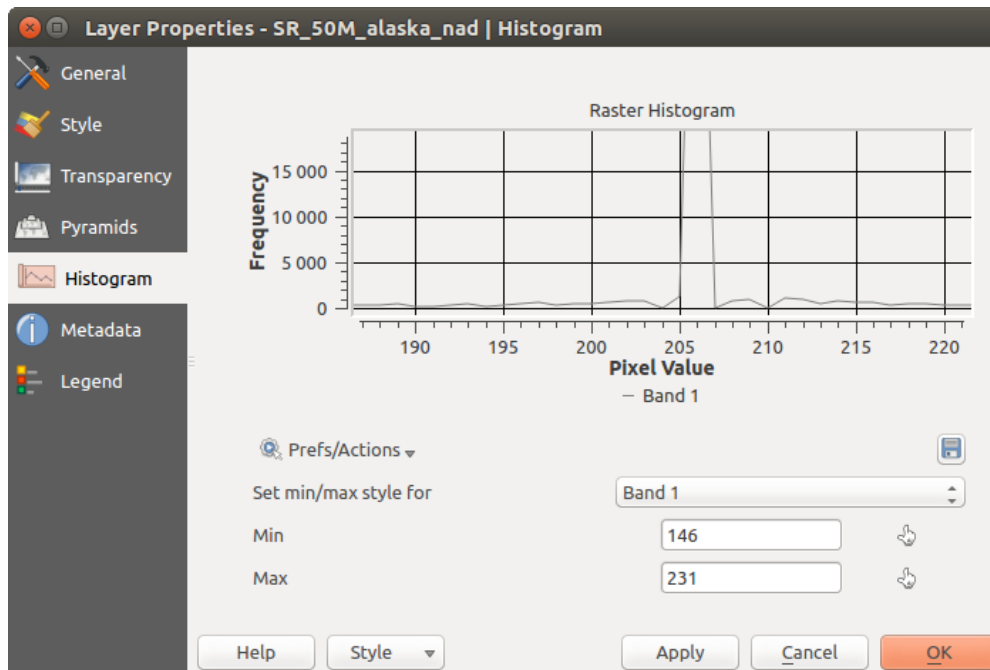 Layer Properties - SR_50M_alaska_nad | Histogram
General
Style
Transparency
Pyramids
Histogram
Metadata
Legend
Raster Histogram
Frequency
15 000
10 000
5 000
0
190 195 200 205 210 215 220
Pixel Value
Band 1
Prefs/Actions
Set min/max style for Band 1
Min 146
Max 231
Help Style Apply Cancel OK